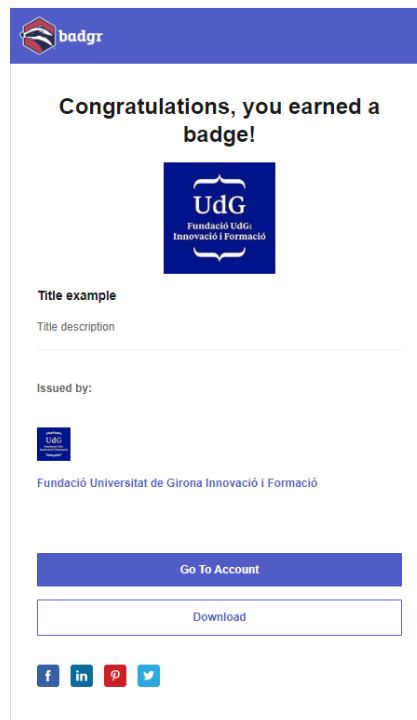 badgr
Congratulations, you earned a
badge!
UdG
Fundació UdG:
Innovació i Formació
Title example
Title description
Issued by:
UdG
Fundació Universitat de Girona Innovació i Formació
Go To Account
Download